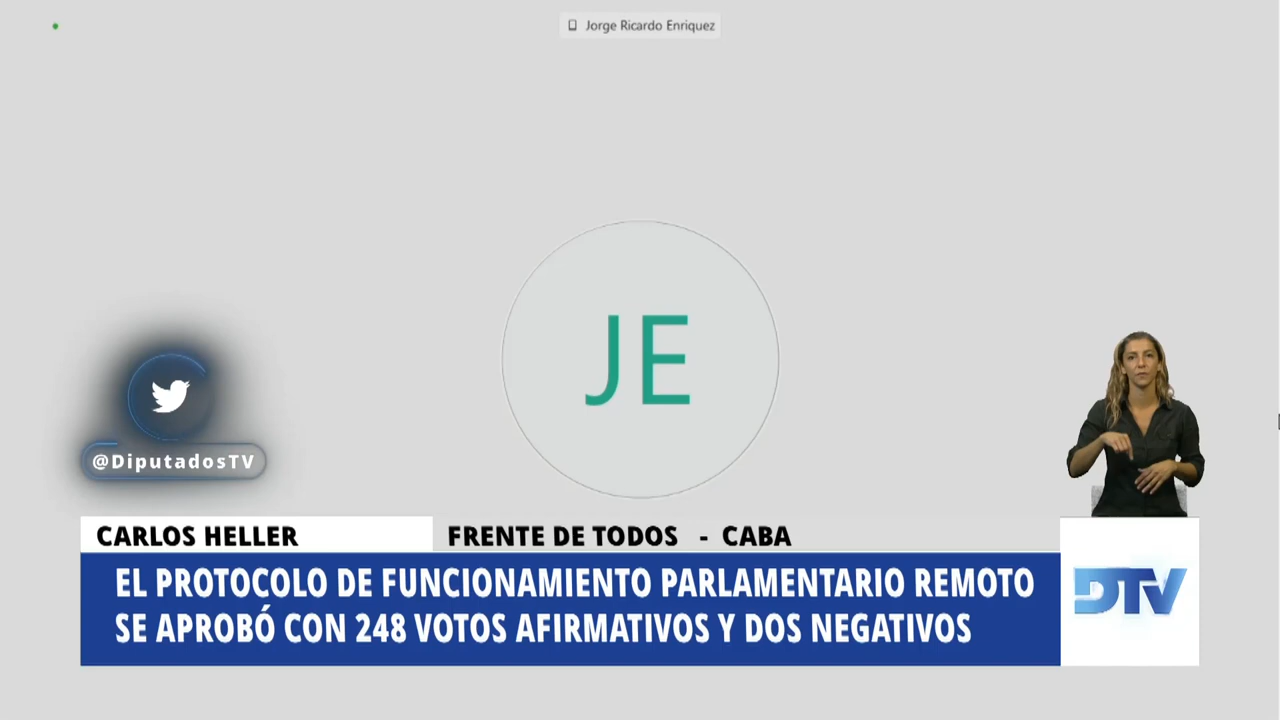 Jorge Ricardo Enriquez
JE
@DiputadosTV
CARLOS HELLER
FRENTE DE TODOS - CABA
EL PROTOCOLO DE FUNCIONAMIENTO PARLAMENTARIO REMOTO
SE APROBÓ CON 248 VOTOS AFIRMATIVOS Y DOS NEGATIVOS
DTV